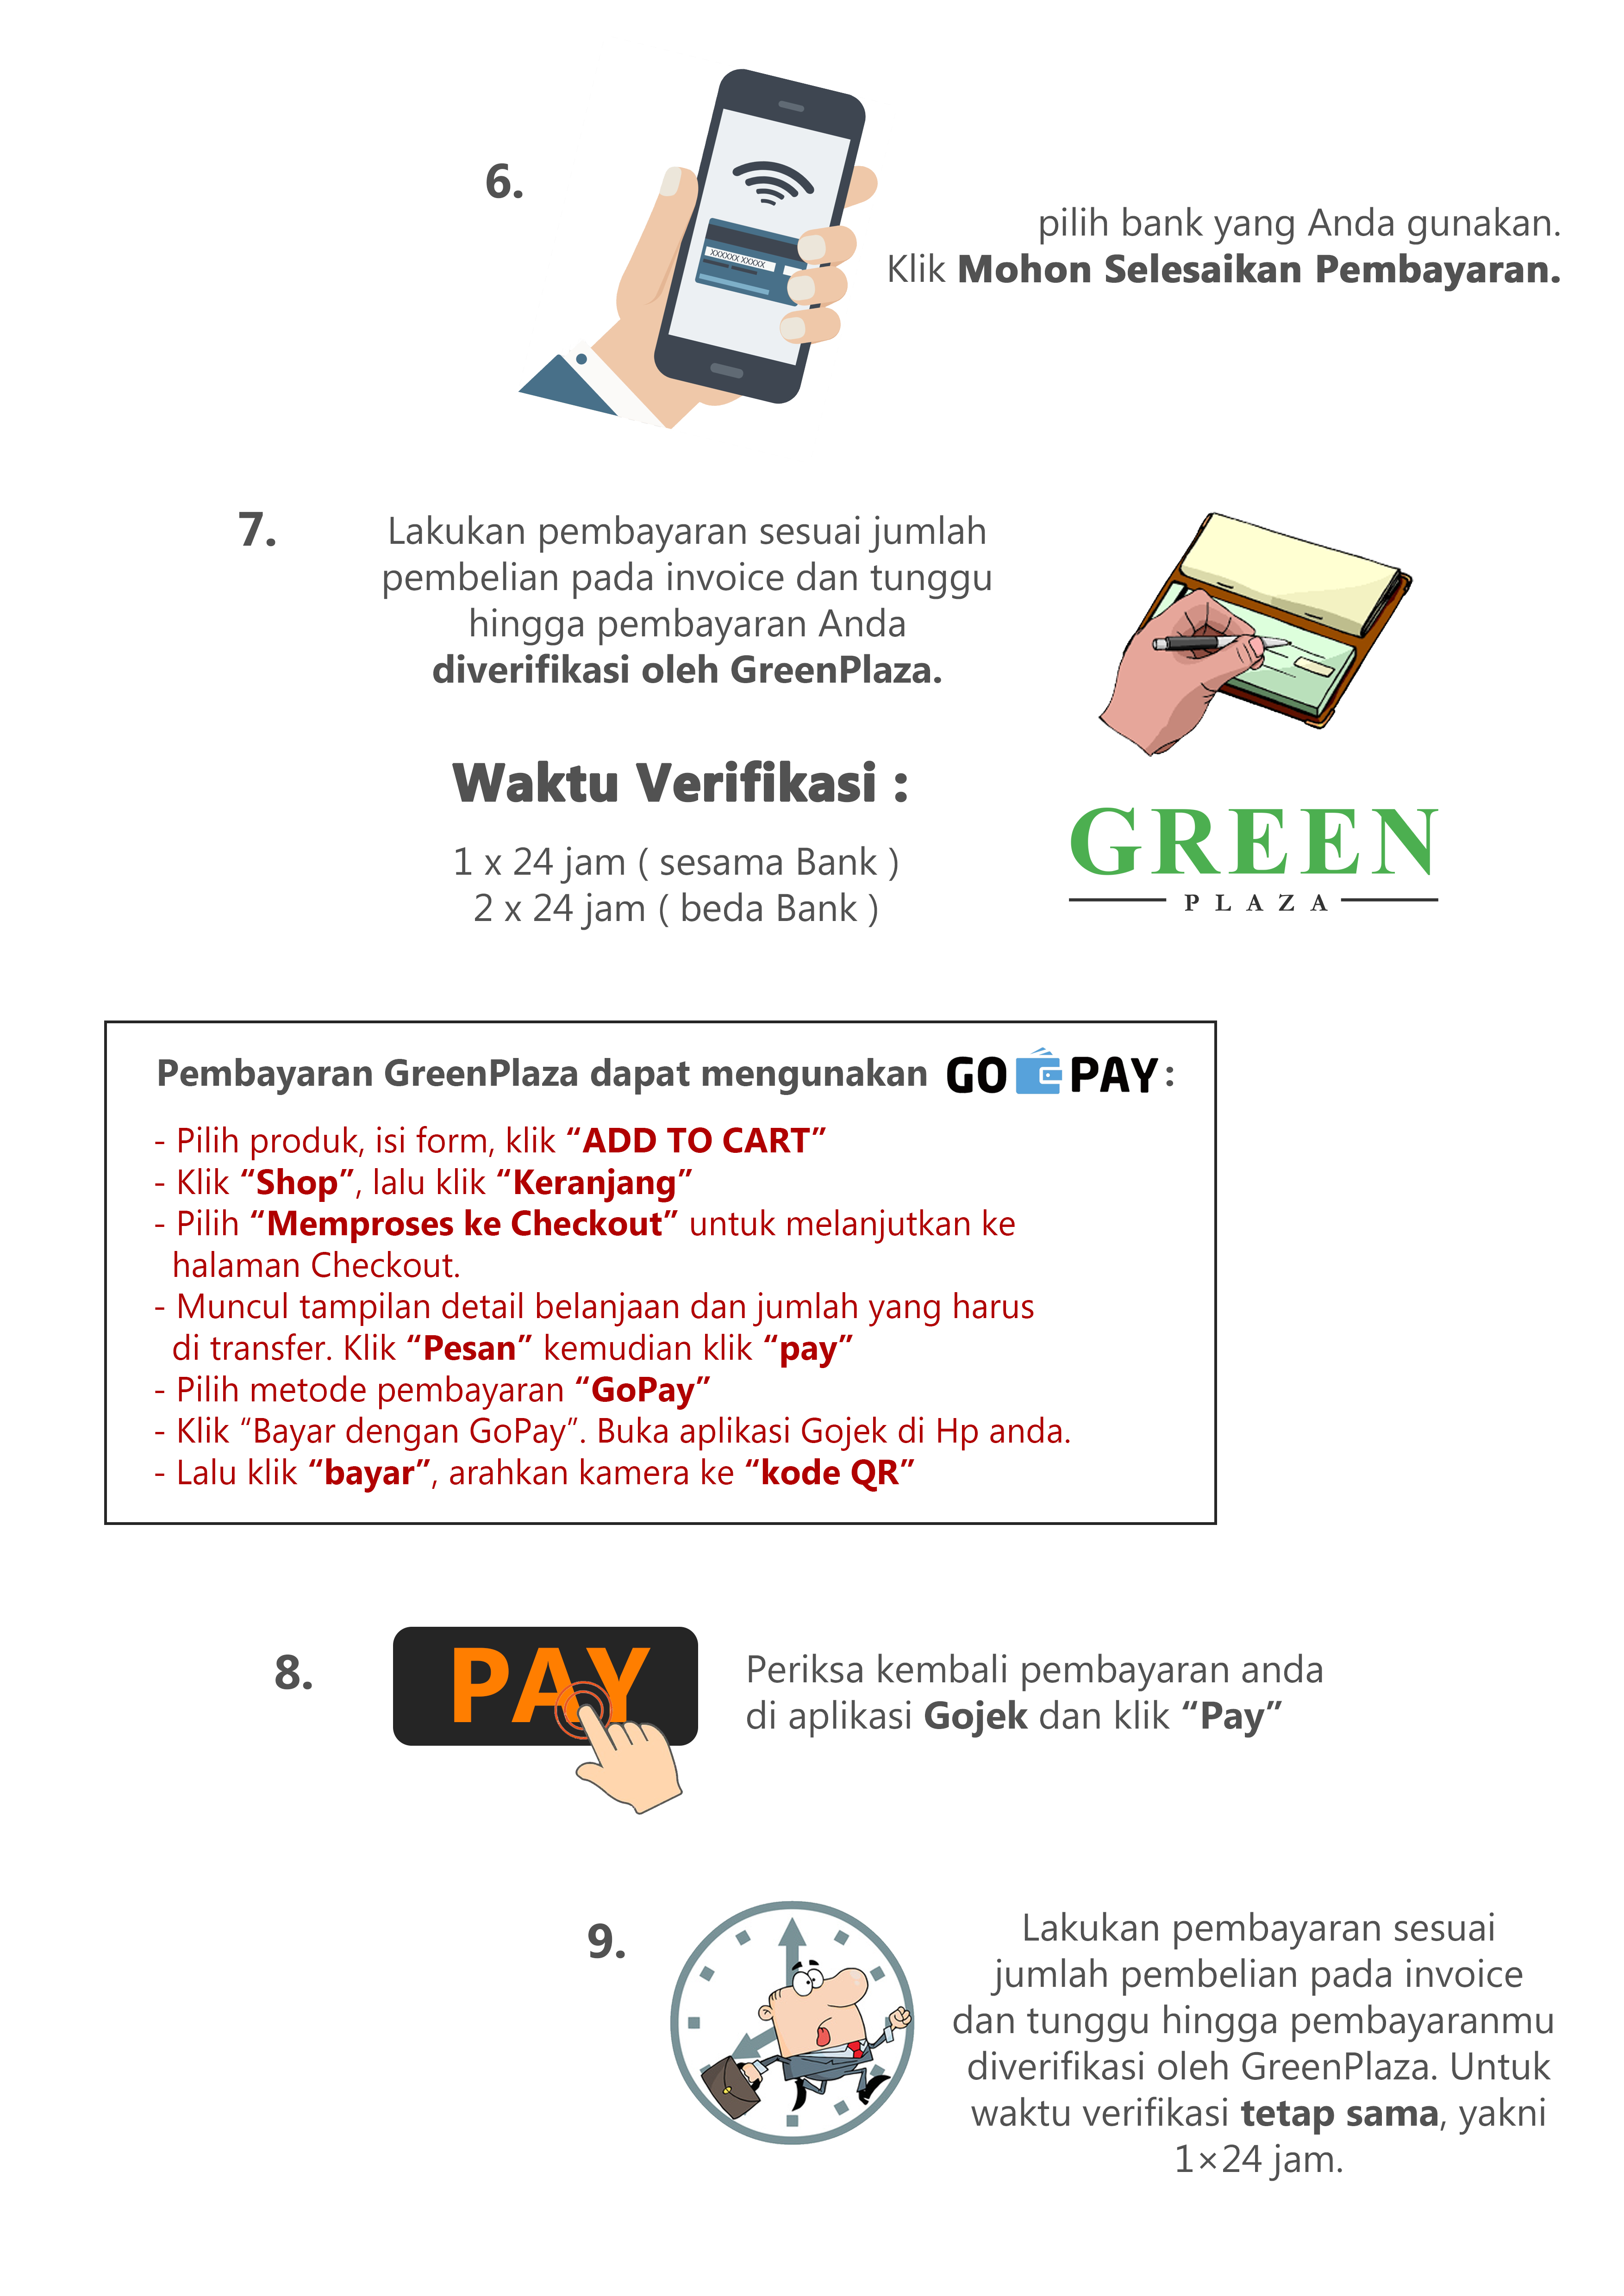 6.
XXXXXX XXXXX
pilih bank yang Anda gunakan.
Klik Mohon Selesaikan Pembayaran.
7.
Lakukan pembayaran sesuai jumlah
pembelian pada invoice dan tunggu
hingga pembayaran Anda
diverifikasi oleh GreenPlaza.
Waktu Verifikasi :
1 x 24 jam ( sesama Bank )
2 x 24 jam ( beda Bank )
GREEN
PLAZA
Pembayaran GreenPlaza dapat mengunakan GO PAY :
- Pilih produk, isi form, klik “ADD TO CART”
- Klik “Shop”, lalu klik “Keranjang”
- Pilih “Memproses ke Checkout” untuk melanjutkan ke
halaman Checkout.
- Muncul tampilan detail belanjaan dan jumlah yang harus
di transfer. Klik “Pesan” kemudian klik “pay”
- Pilih metode pembayaran “GoPay”
- Klik “Bayar dengan GoPay”. Buka aplikasi Gojek di Hp anda.
- Lalu klik “bayar”, arahkan kamera ke “kode QR”
8.
PAY
Periksa kembali pembayaran anda
di aplikasi Gojek dan klik “Pay”
9.
Lakukan pembayaran sesuai
jumlah pembelian pada invoice
dan tunggu hingga pembayaranmu
diverifikasi oleh GreenPlaza. Untuk
waktu verifikasi tetap sama, yakni
1×24 jam.